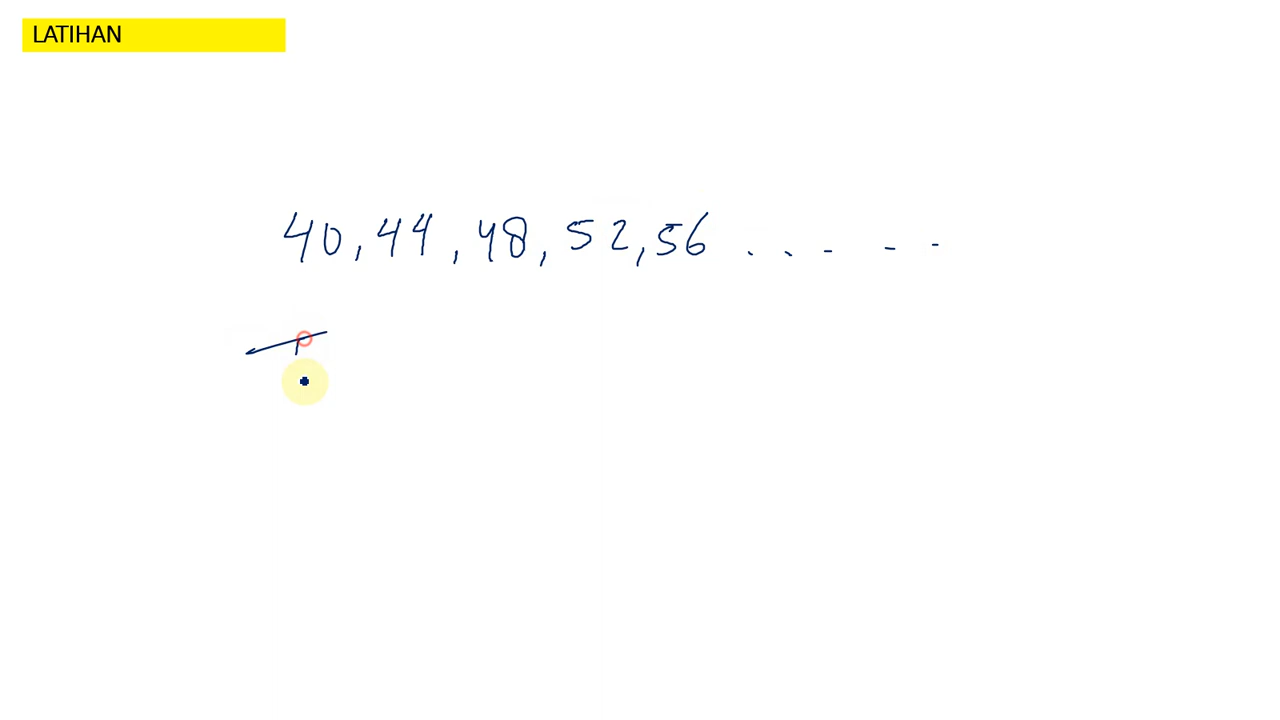 LATIHAN
40, 44, 48, 52, 56 . . . . .